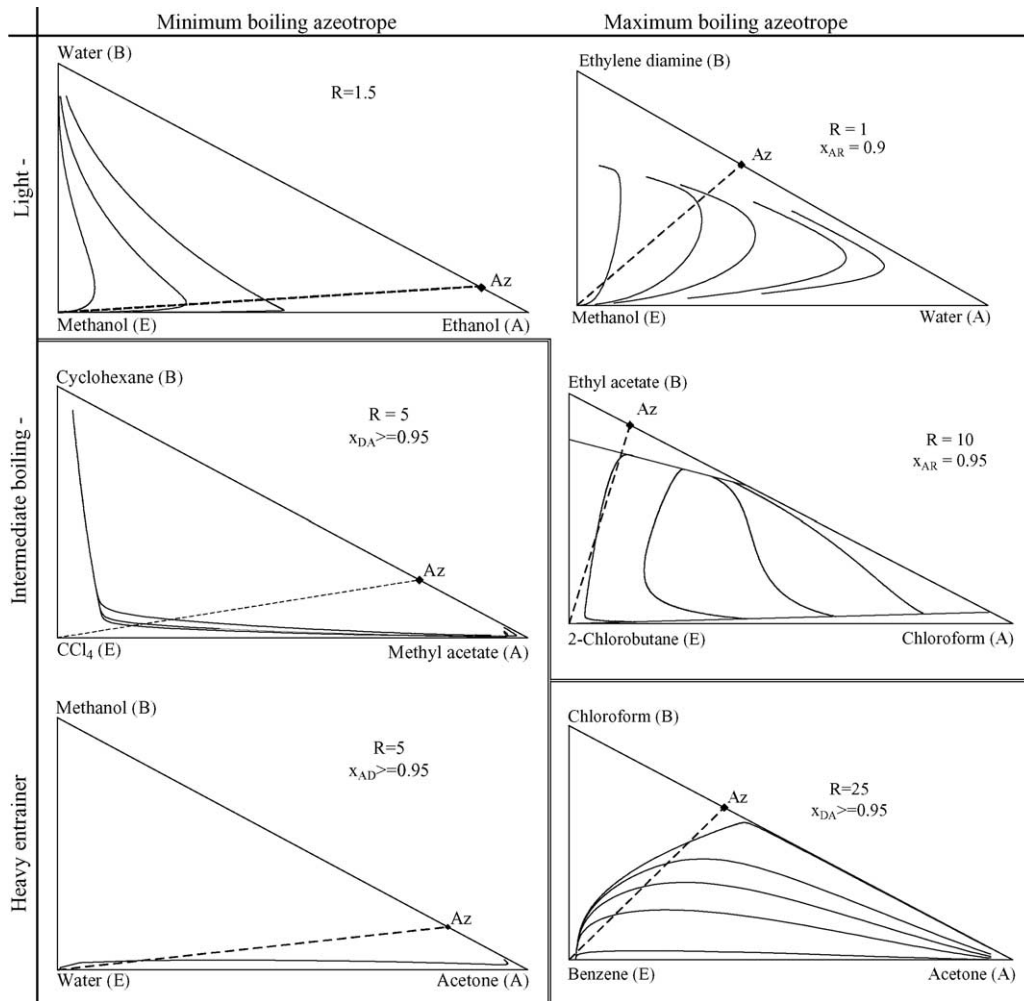 Minimum boiling azeotrope
Maximum boiling azeotrope
Light -
Water (B)
R=1.5
Az
Methanol (E)
Ethanol (A)
Ethylene diamine (B)
R = 1
x_AR = 0.9
Az
Methanol (E)
Water (A)
Intermediate boiling -
Cyclohexane (B)
R = 5
x_DA>=0.95
Az
CCl₄ (E)
Methyl acetate (A)
Ethyl acetate (B)
Az
R = 10
x_AR = 0.95
2-Chlorobutane (E)
Chloroform (A)
Heavy entrainer
Methanol (B)
R=5
x_AD>=0.95
Az
Water (E)
Acetone (A)
Chloroform (B)
Az
R=25
x_DA>=0.95
Benzene (E)
Acetone (A)